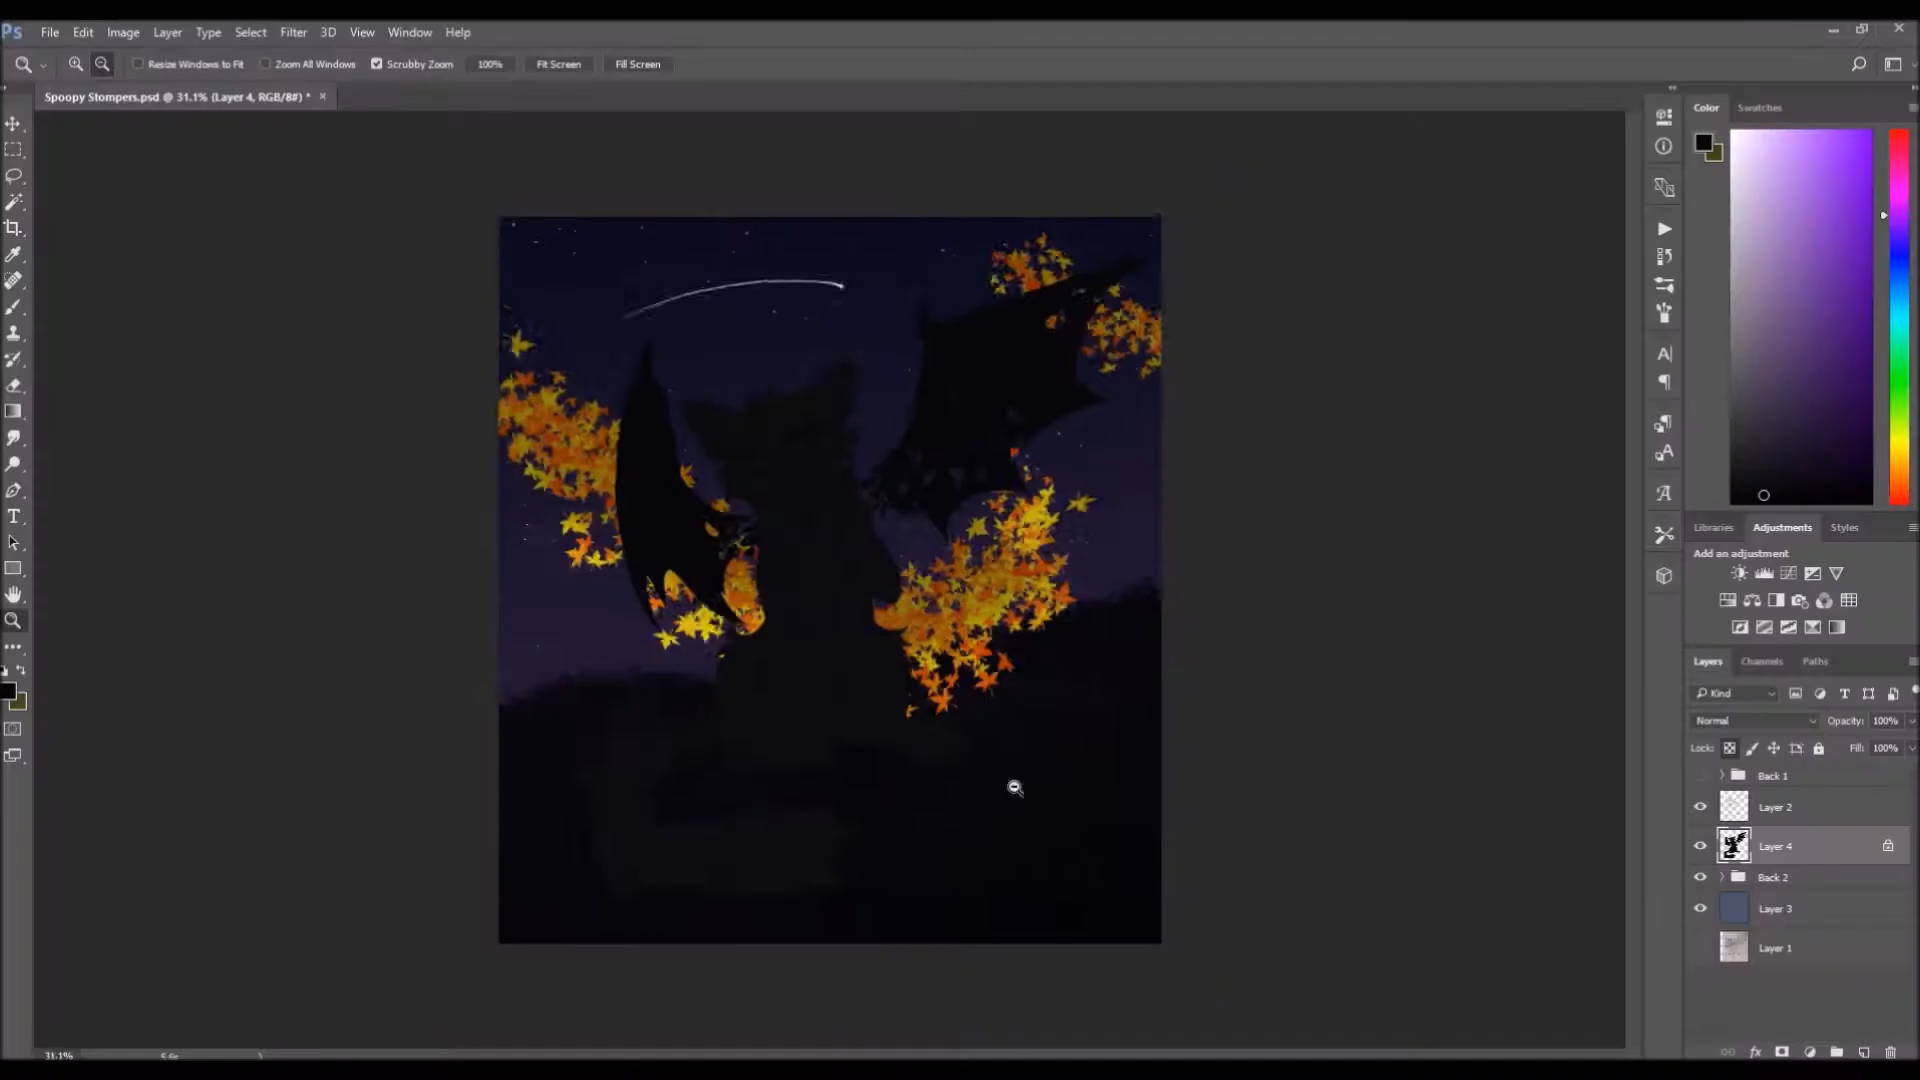 Ps File Edit Image Layer Type Select Filter 3D View Window Help
Resize Windows to Fit Zoom All Windows Scrubby Zoom 100% Fit Screen Fill Screen
Spoopy Stompers.psd @ 31.1% (Layer 4, RGB/8#) * ×
Color Swatches
Libraries Adjustments Styles
Add an adjustment
Layers Channels Paths
Kind
Normal Opacity: 100%
Lock: Fill: 100%
Back 1
Layer 2
Layer 4
Back 2
Layer 3
Layer 1
31.1%